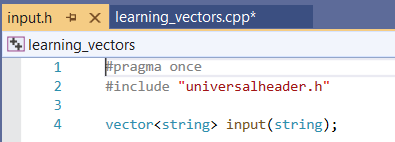 input.h learning_vectors.cpp*
learning_vectors
1 #pragma once
2 #include "universalheader.h"
3
4 vector<string> input(string);